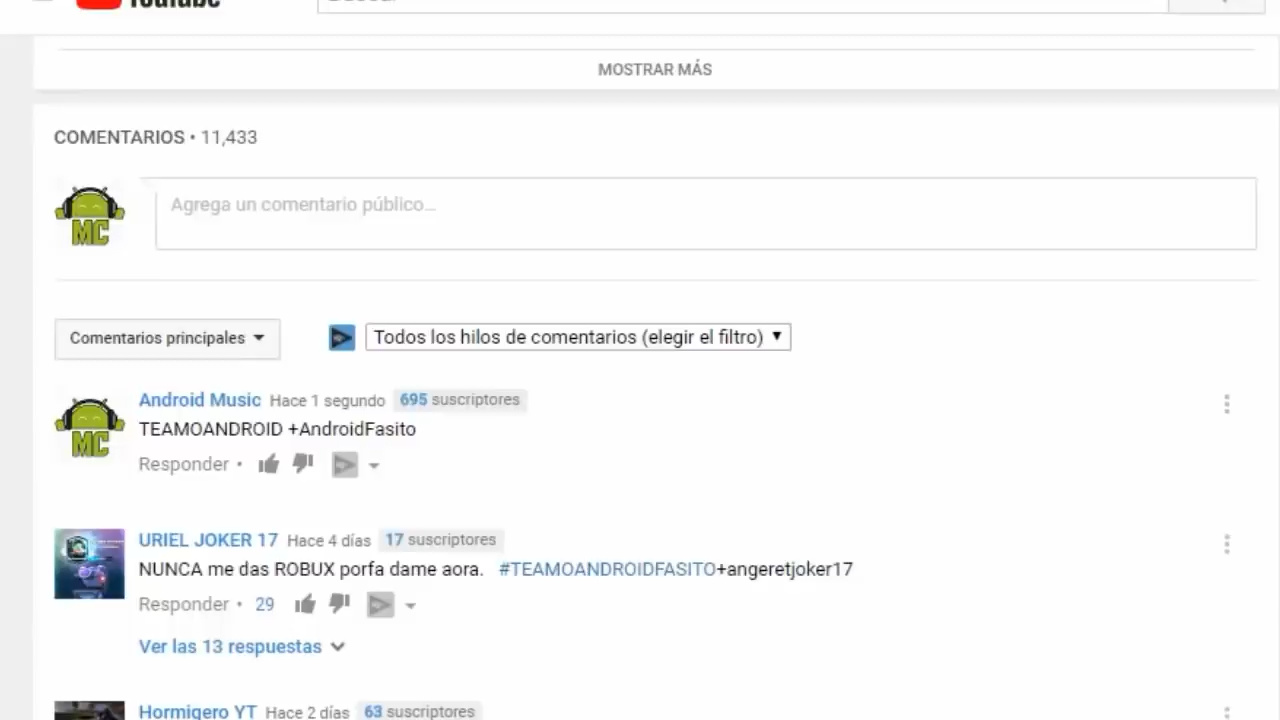 YouTube
MOSTRAR MÁS
COMENTARIOS • 11,433
MC
Agrega un comentario público...
Comentarios principales
Todos los hilos de comentarios (elegir el filtro)
Android Music Hace 1 segundo 695 suscriptores
MC
TEAMOANDROID +AndroidFasito
Responder •
URIEL JOKER 17 Hace 4 días 17 suscriptores
NUNCA me das ROBUX porfa dame aora. #TEAMOANDROIDFASITO+angeretjoker17
Responder • 29
Ver las 13 respuestas
Hormigero YT Hace 2 días 63 suscriptores